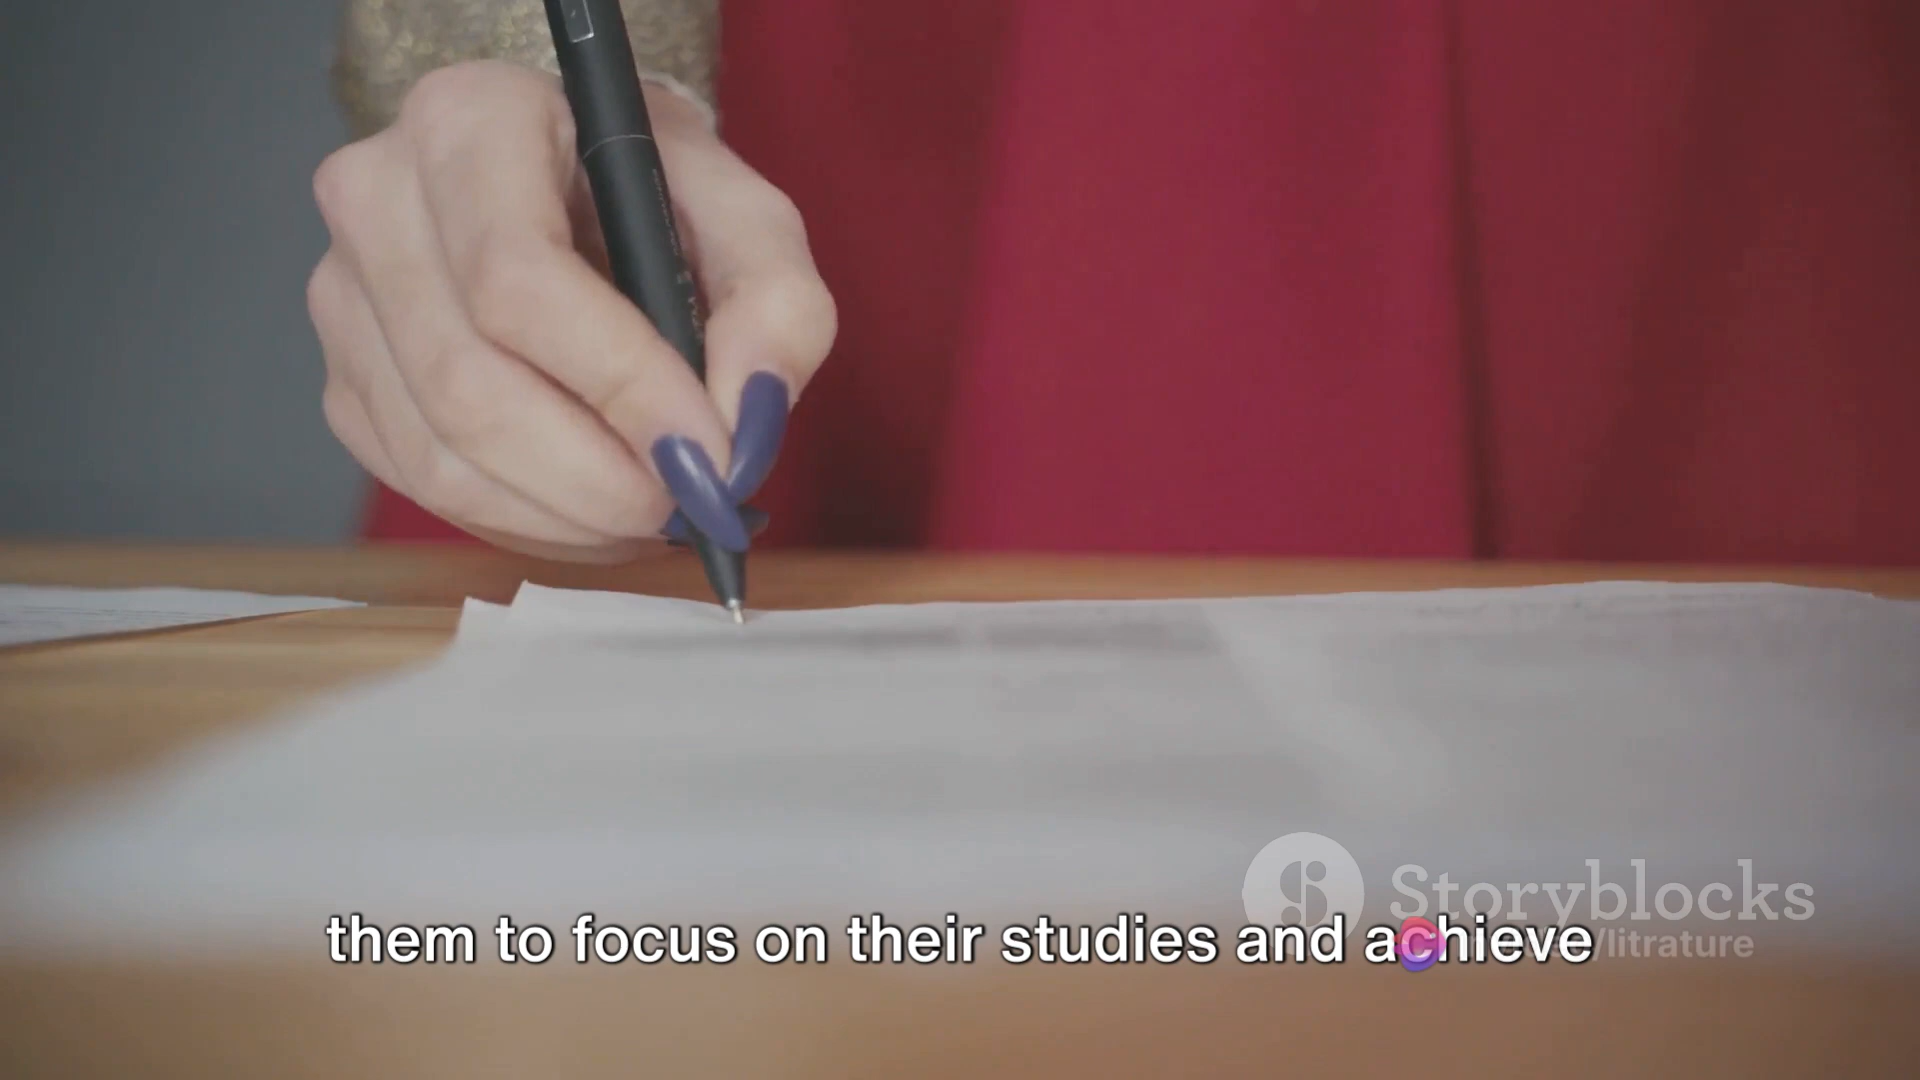 Storyblocks
them to focus on their studies and achieve
/litrature